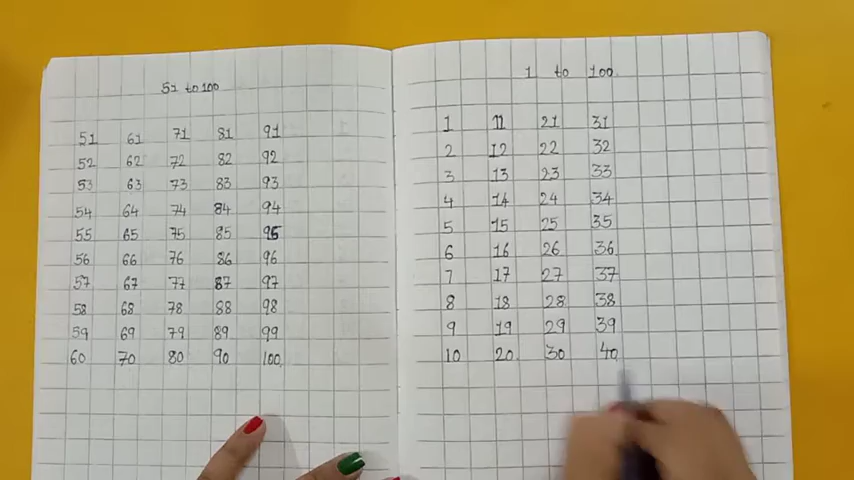 51 to 100
51 61 71 81 91
52 62 72 82 92
53 63 73 83 93
54 64 74 84 94
55 65 75 85 95
56 66 76 86 96
57 67 77 87 97
58 68 78 88 98
59 69 79 89 99
60 70 80 90 100
1 to 100
1 11 21 31
2 12 22 32
3 13 23 33
4 14 24 34
5 15 25 35
6 16 26 36
7 17 27 37
8 18 28 38
9 19 29 39
10 20 30 40